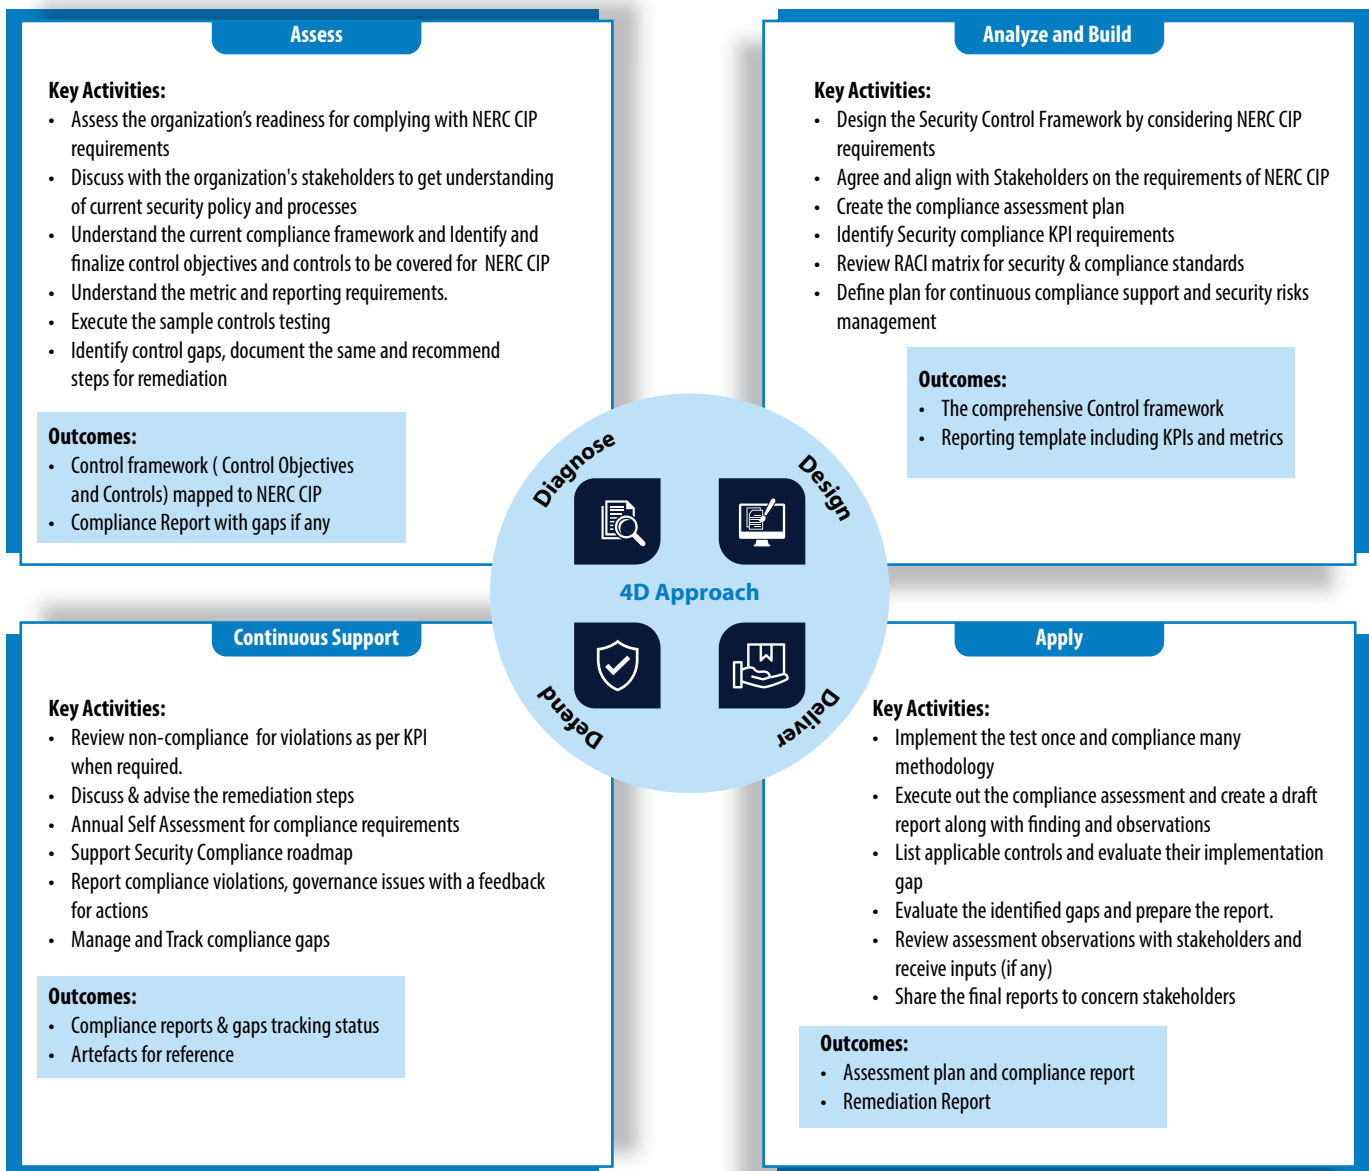 Assess
Key Activities:
• Assess the organization's readiness for complying with NERC CIP
requirements
• Discuss with the organization's stakeholders to get understanding
of current security policy and processes
• Understand the current compliance framework and Identify and
finalize control objectives and controls to be covered for NERC CIP
• Understand the metric and reporting requirements.
• Execute the sample controls testing
• Identify control gaps, document the same and recommend
steps for remediation
Outcomes:
• Control framework ( Control Objectives
and Controls) mapped to NERC CIP
• Compliance Report with gaps if any
Analyze and Build
Key Activities:
• Design the Security Control Framework by considering NERC CIP
requirements
• Agree and align with Stakeholders on the requirements of NERC CIP
• Create the compliance assessment plan
• Identify Security compliance KPI requirements
• Review RACI matrix for security & compliance standards
• Define plan for continuous compliance support and security risks
management
Outcomes:
• The comprehensive Control framework
• Reporting template including KPIs and metrics
Diagnose
Design
4D Approach
Defend
Deliver
Continuous Support
Key Activities:
• Review non-compliance for violations as per KPI
when required.
• Discuss & advise the remediation steps
• Annual Self Assessment for compliance requirements
• Support Security Compliance roadmap
• Report compliance violations, governance issues with a feedback
for actions
• Manage and Track compliance gaps
Outcomes:
• Compliance reports & gaps tracking status
• Artefacts for reference
Apply
Key Activities:
• Implement the test once and compliance many
methodology
• Execute out the compliance assessment and create a draft
report along with finding and observations
• List applicable controls and evaluate their implementation
gap
• Evaluate the identified gaps and prepare the report.
• Review assessment observations with stakeholders and
receive inputs (if any)
• Share the final reports to concern stakeholders
Outcomes:
• Assessment plan and compliance report
• Remediation Report